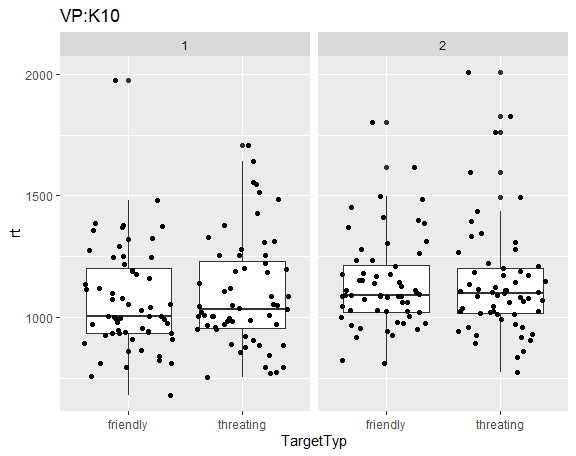 VP:K10
1
2
2000
1500
1000
rt
friendly
threating
friendly
threating
TargetTyp